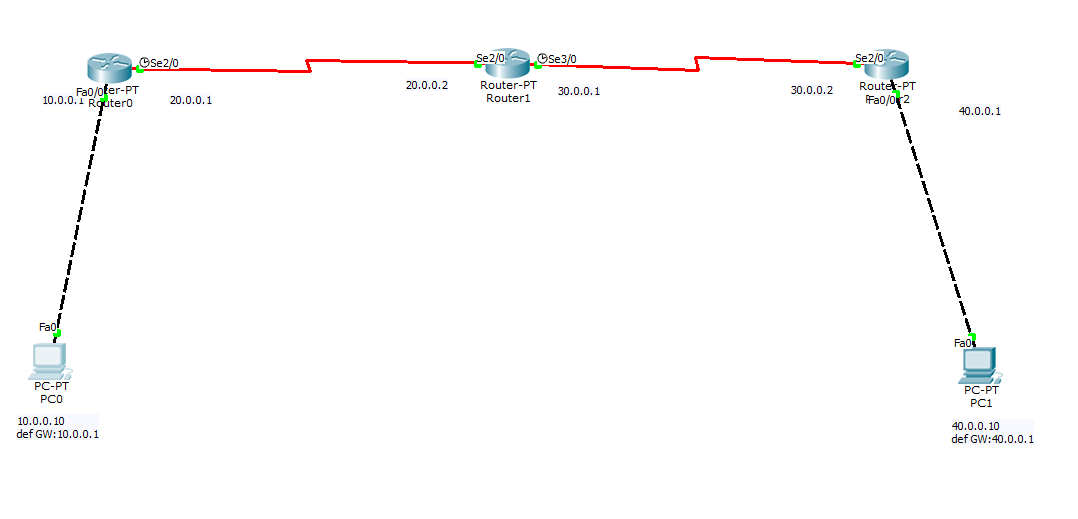 Se2/0
Se2/0
Se3/0
Se2/0
Fa0/0
Router-PT
Router0
10.0.0.1
20.0.0.1
20.0.0.2
Router-PT
Router1
30.0.0.1
30.0.0.2
Router-PT
Fa0/0
40.0.0.1
Fa0
PC-PT
PC0
10.0.0.10
def GW:10.0.0.1
Fa0
PC-PT
PC1
40.0.0.10
def GW:40.0.0.1